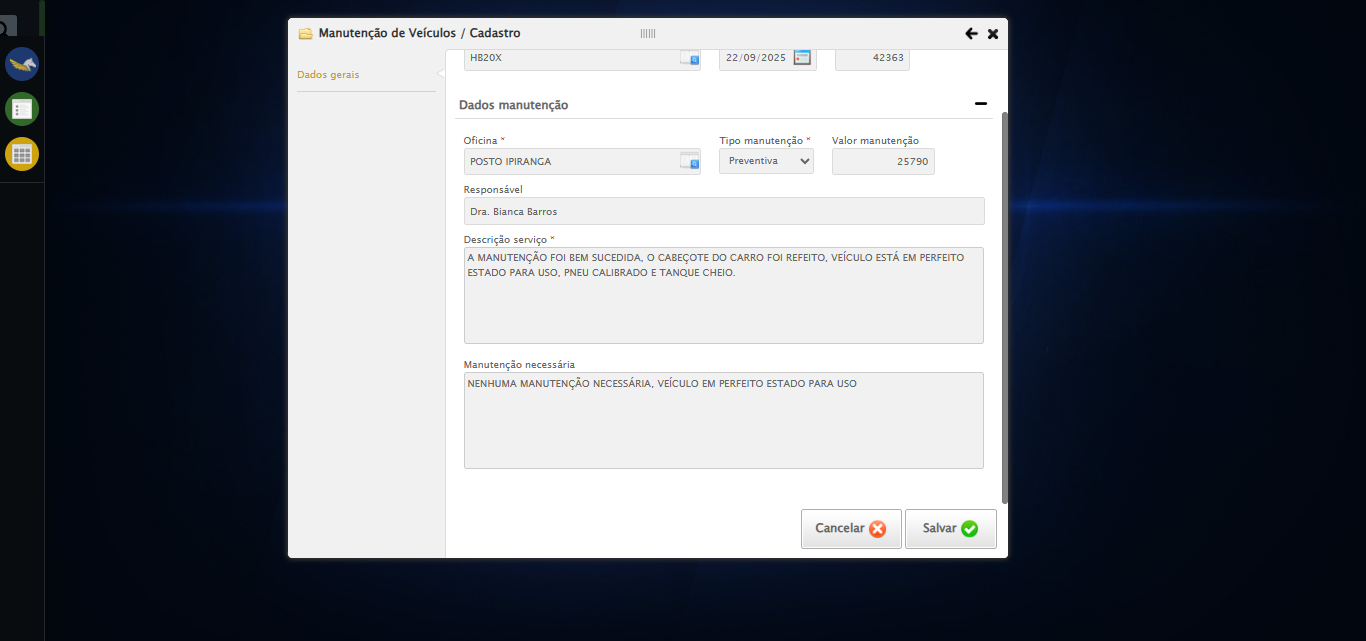 Manutenção de Veículos / Cadastro
Dados gerais
HB20X
22/09/2025
42363
Dados manutenção
Oficina *
Tipo manutenção *
Valor manutenção
POSTO IPIRANGA
Preventiva
25790
Responsável
Dra. Bianca Barros
Descrição serviço *
A MANUTENÇÃO FOI BEM SUCEDIDA, O CABEÇOTE DO CARRO FOI REFEITO, VEÍCULO ESTÁ EM PERFEITO
ESTADO PARA USO, PNEU CALIBRADO E TANQUE CHEIO.
Manutenção necessária
NENHUMA MANUTENÇÃO NECESSÁRIA, VEÍCULO EM PERFEITO ESTADO PARA USO
Cancelar
Salvar